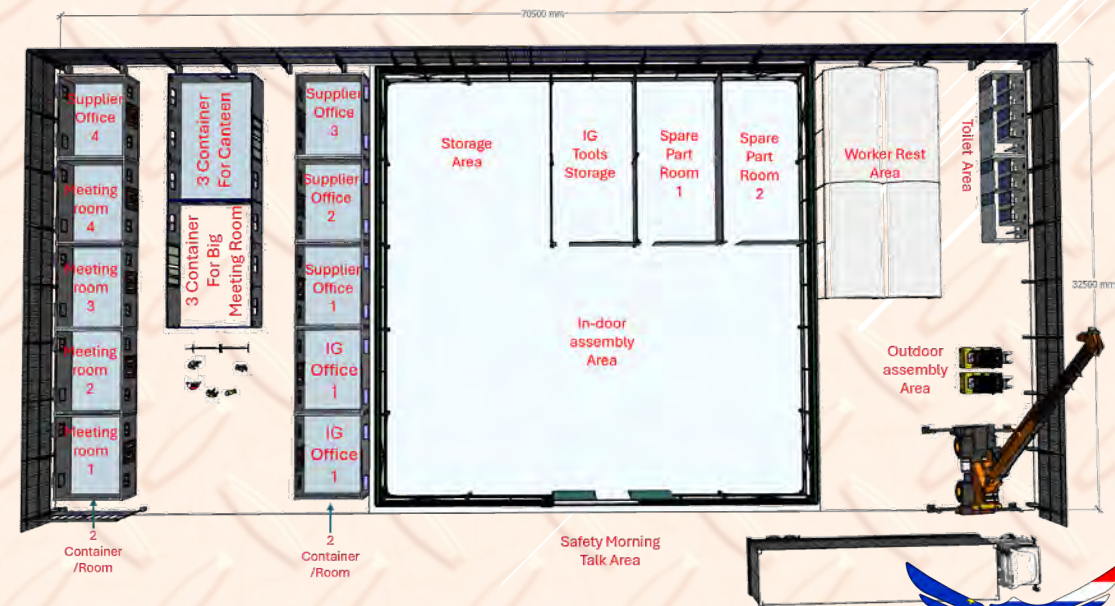 70500 mm
Supplier
Office
4
Meeting
room
4
Meeting
room
3
Meeting
room
2
Meeting
room
1
2
Container
/Room
3 Container
For Canteen
3 Container
For Big
Meeting Room
Supplier
Office
3
Supplier
Office
2
Supplier
Office
1
IG
Office
1
IG
Office
1
2
Container
/Room
Storage
Area
IG
Tools
Storage
Spare
Part
Room
1
Spare
Part
Room
2
In-door
assembly
Area
Safety Morning
Talk Area
Worker Rest
Area
Toilet Area
32500 mm
Outdoor
assembly
Area